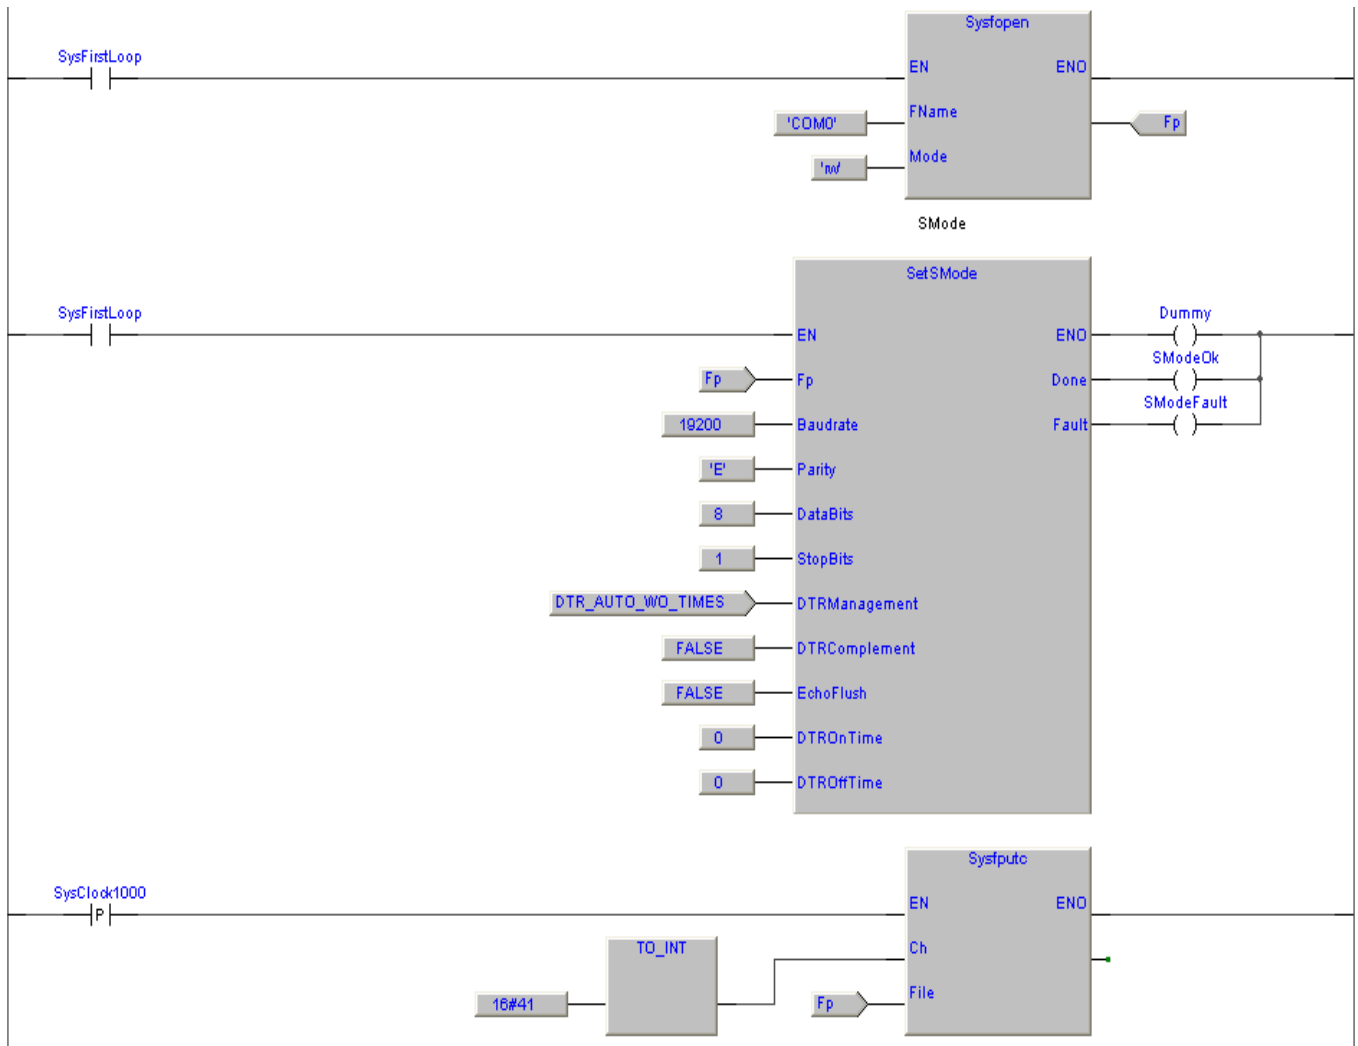 Sysfopen
SysFirstLoop
EN ENO
'COM0' FName Fp
'rw' Mode
SMode
SetSMode
SysFirstLoop Dummy
EN ENO
SModeOk
Fp Fp Done
SModeFault
19200 Baudrate Fault
'E' Parity
8 DataBits
1 StopBits
DTR_AUTO_WO_TIMES DTRManagement
FALSE DTRComplement
FALSE EchoFlush
0 DTROnTime
0 DTROffTime
Sysfputc
SysClock1000
P EN ENO
TO_INT Ch
16#41 Fp File